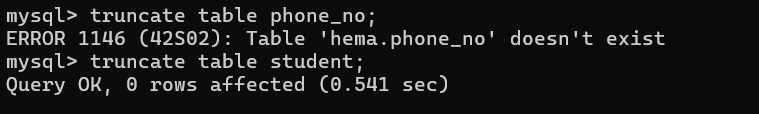 mysql> truncate table phone_no;
ERROR 1146 (42S02): Table 'hema.phone_no' doesn't exist
mysql> truncate table student;
Query OK, 0 rows affected (0.541 sec)